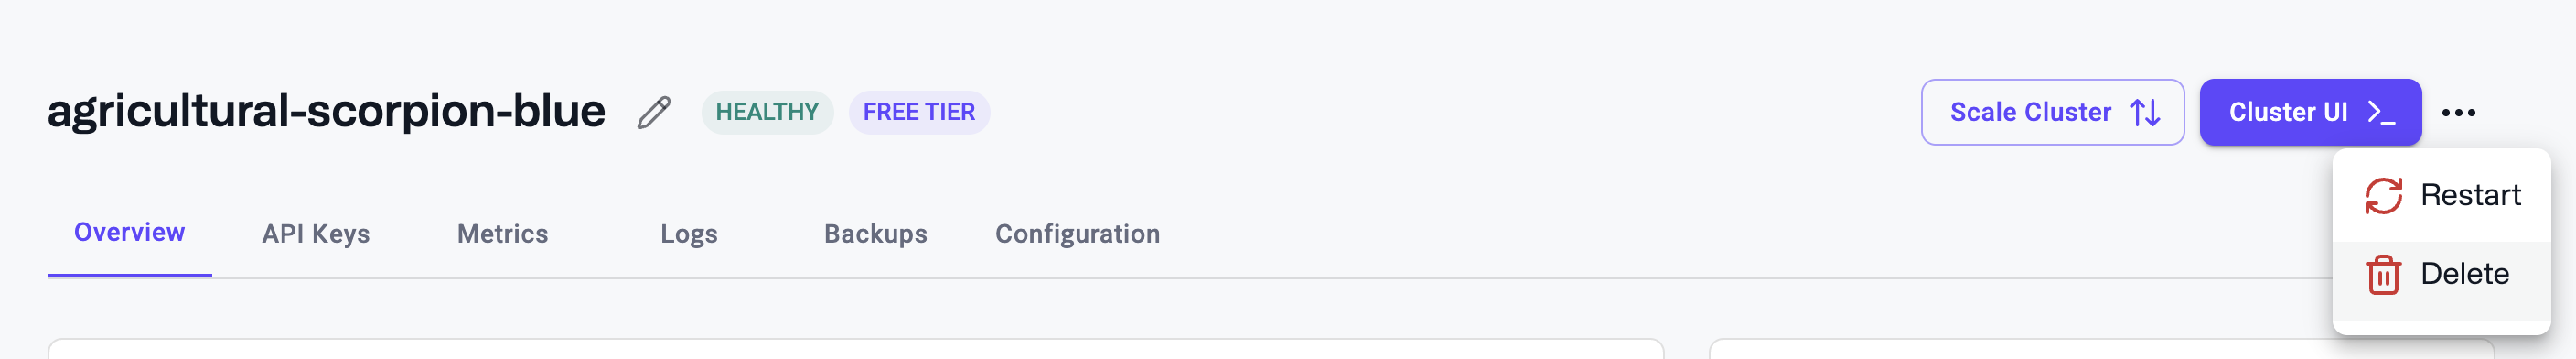 agricultural-scorpion-blue HEALTHY FREE TIER Scale Cluster Cluster UI
Restart
Overview API Keys Metrics Logs Backups Configuration
Delete